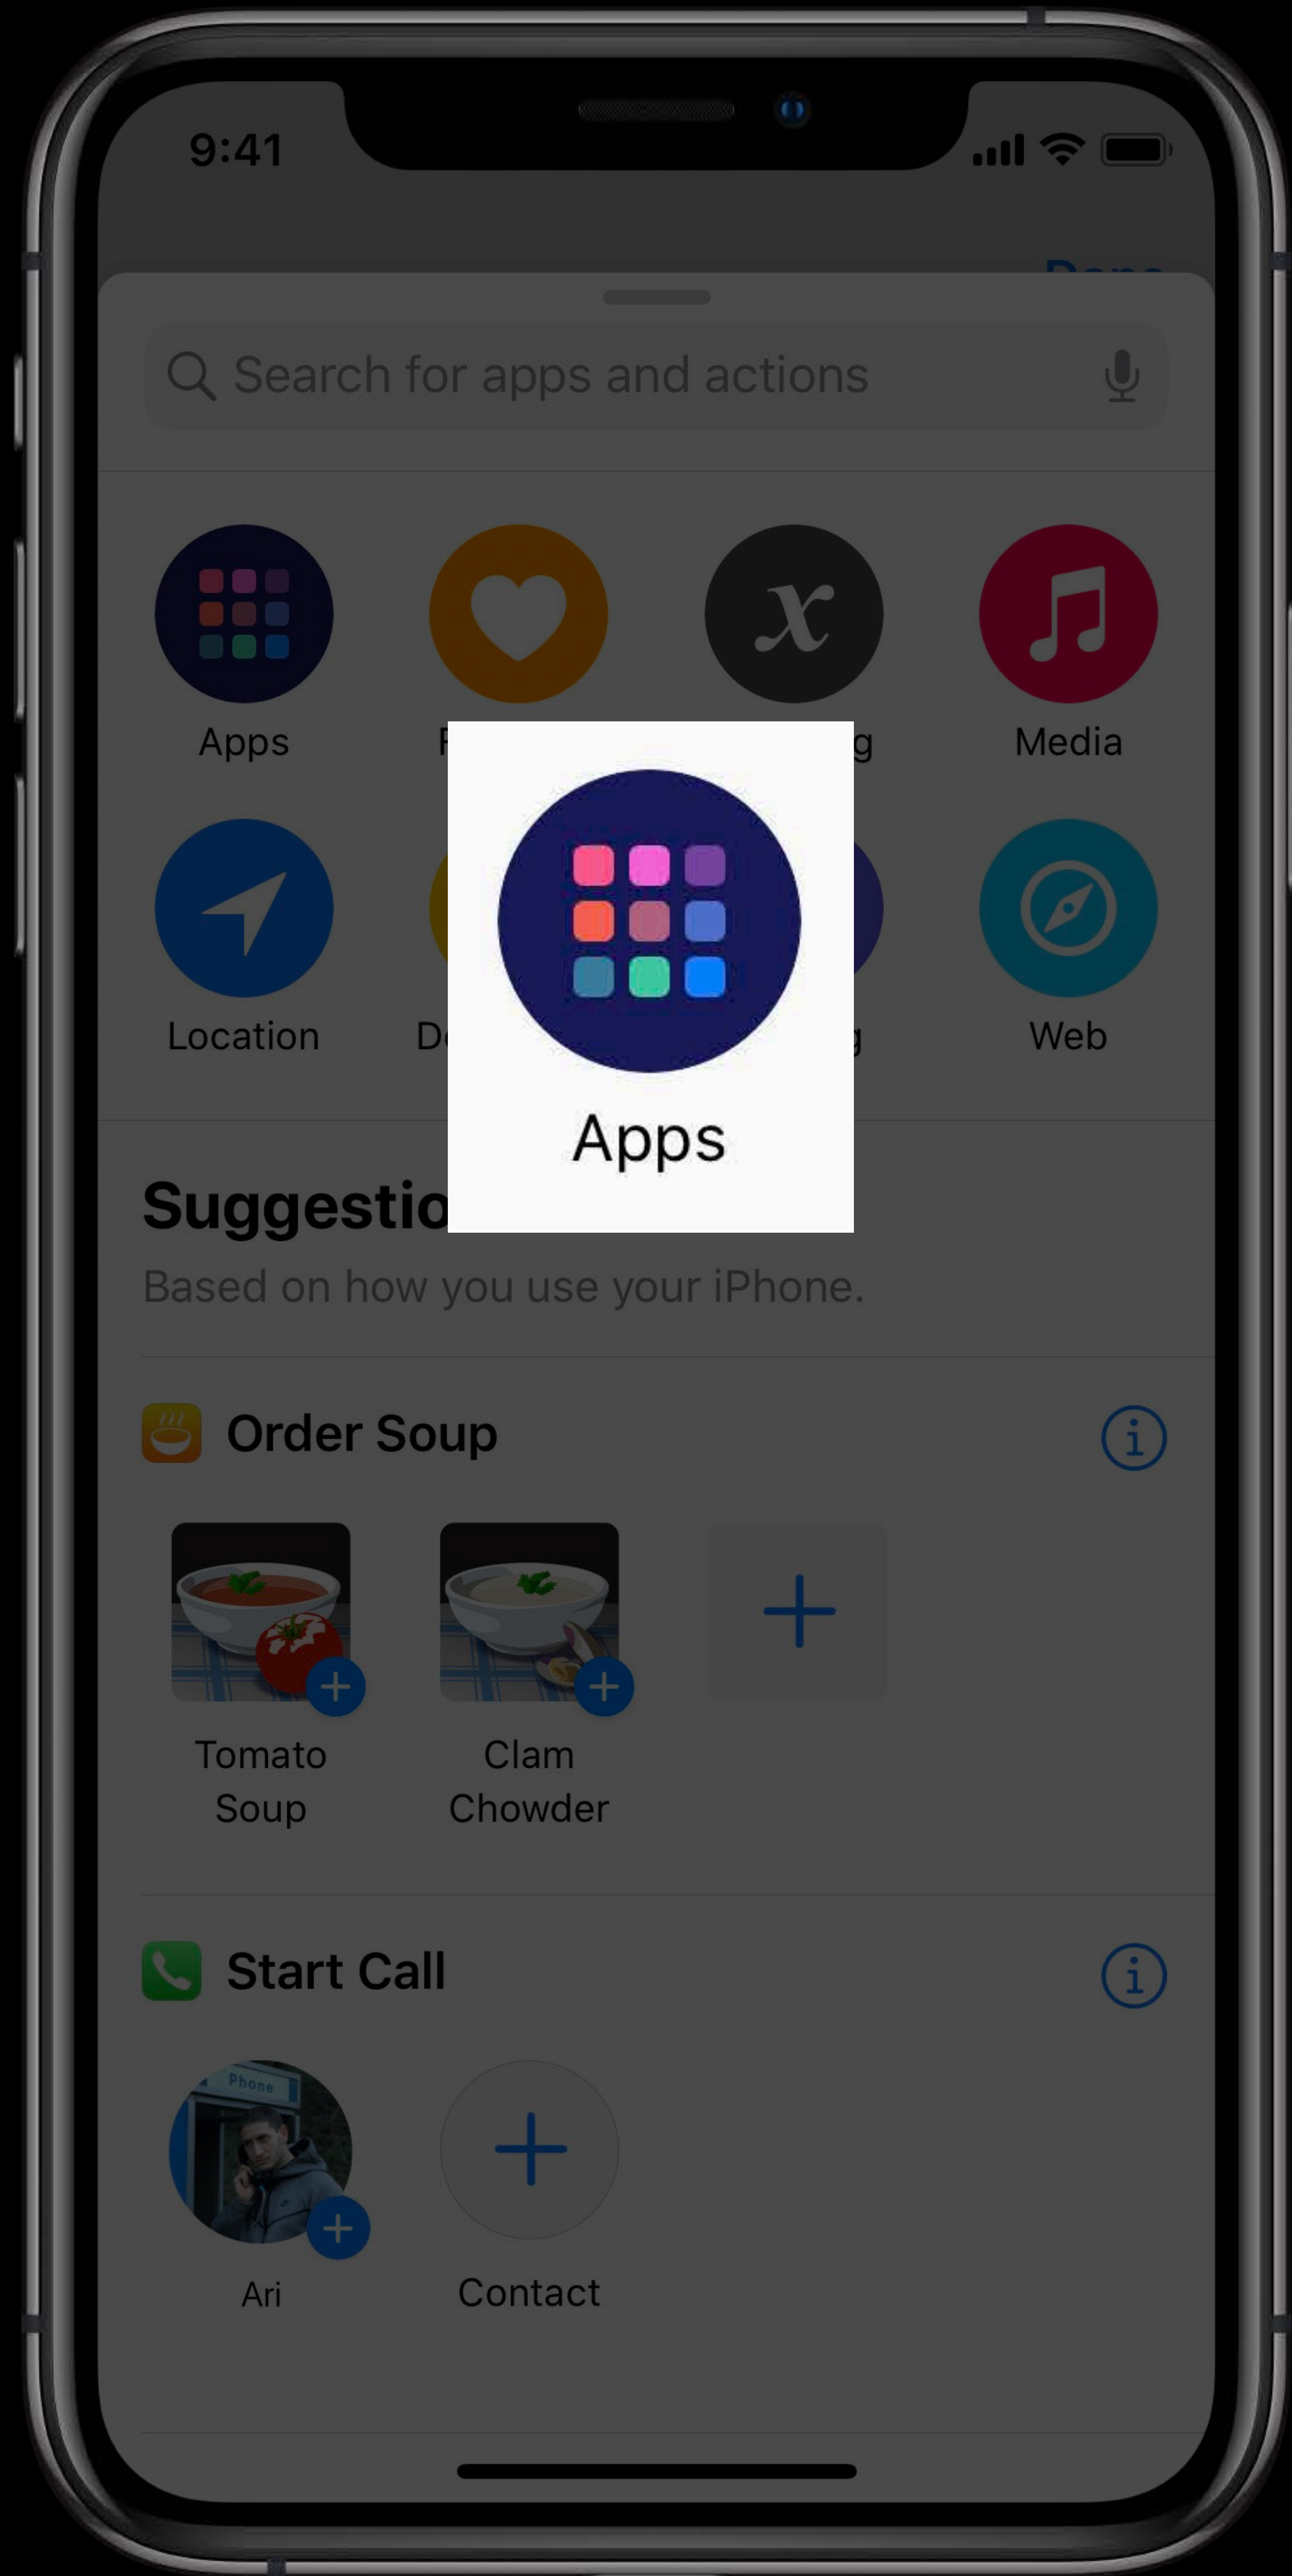 9:41
Done
Search for apps and actions
Apps
Media
Location
Web
Apps
Based on how you use your iPhone.
Order Soup
Tomato
Soup
Clam
Chowder
Start Call
Phone
Ari
Contact